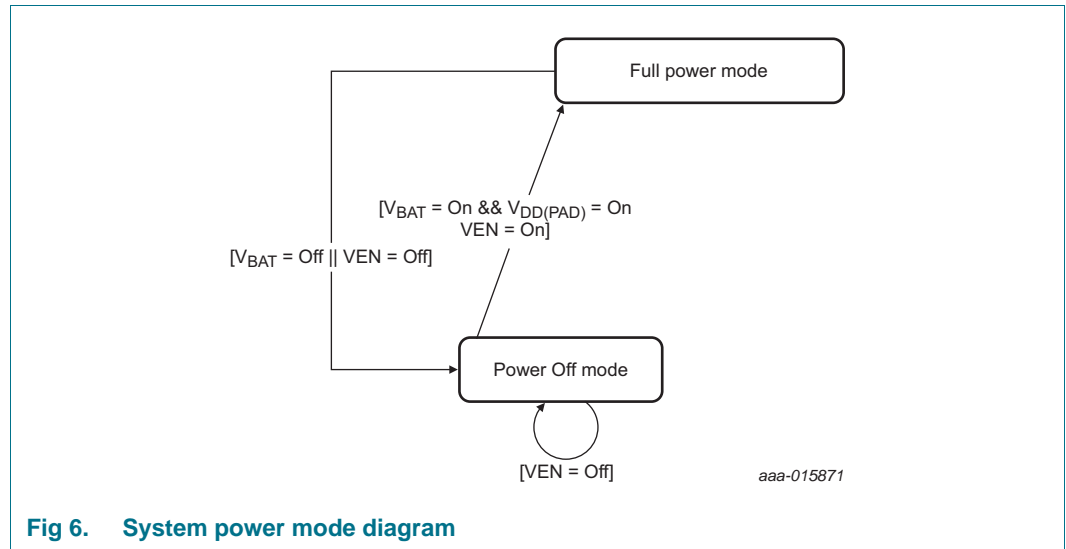 Full power mode
[VBAT = On && VDD(PAD) = On
VEN = On]
[VBAT = Off || VEN = Off]
Power Off mode
[VEN = Off]
aaa-015871
Fig 6. System power mode diagram